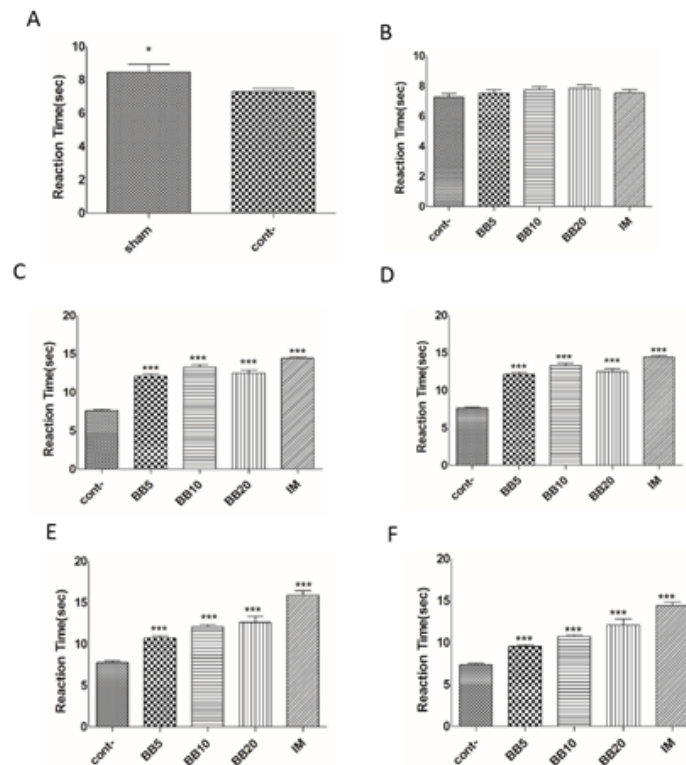 A
*
10
8
6
4
2
0
Reaction Time(sec)
sham
cont-
B
10
8
6
4
2
0
Reaction Time(sec)
cont-
BB5
BB10
BB20
IM
C
20
15
10
5
0
Reaction Time(sec)
***
***
***
***
cont-
BB5
BB10
BB20
IM
D
20
15
10
5
0
Reaction Time(sec)
***
***
***
***
cont-
BB5
BB10
BB20
IM
E
20
15
10
5
0
Reaction Time(sec)
***
***
***
***
cont-
BB5
BB10
BB20
IM
F
20
15
10
5
0
Reaction Time(sec)
***
***
***
***
cont-
BB5
BB10
BB20
IM